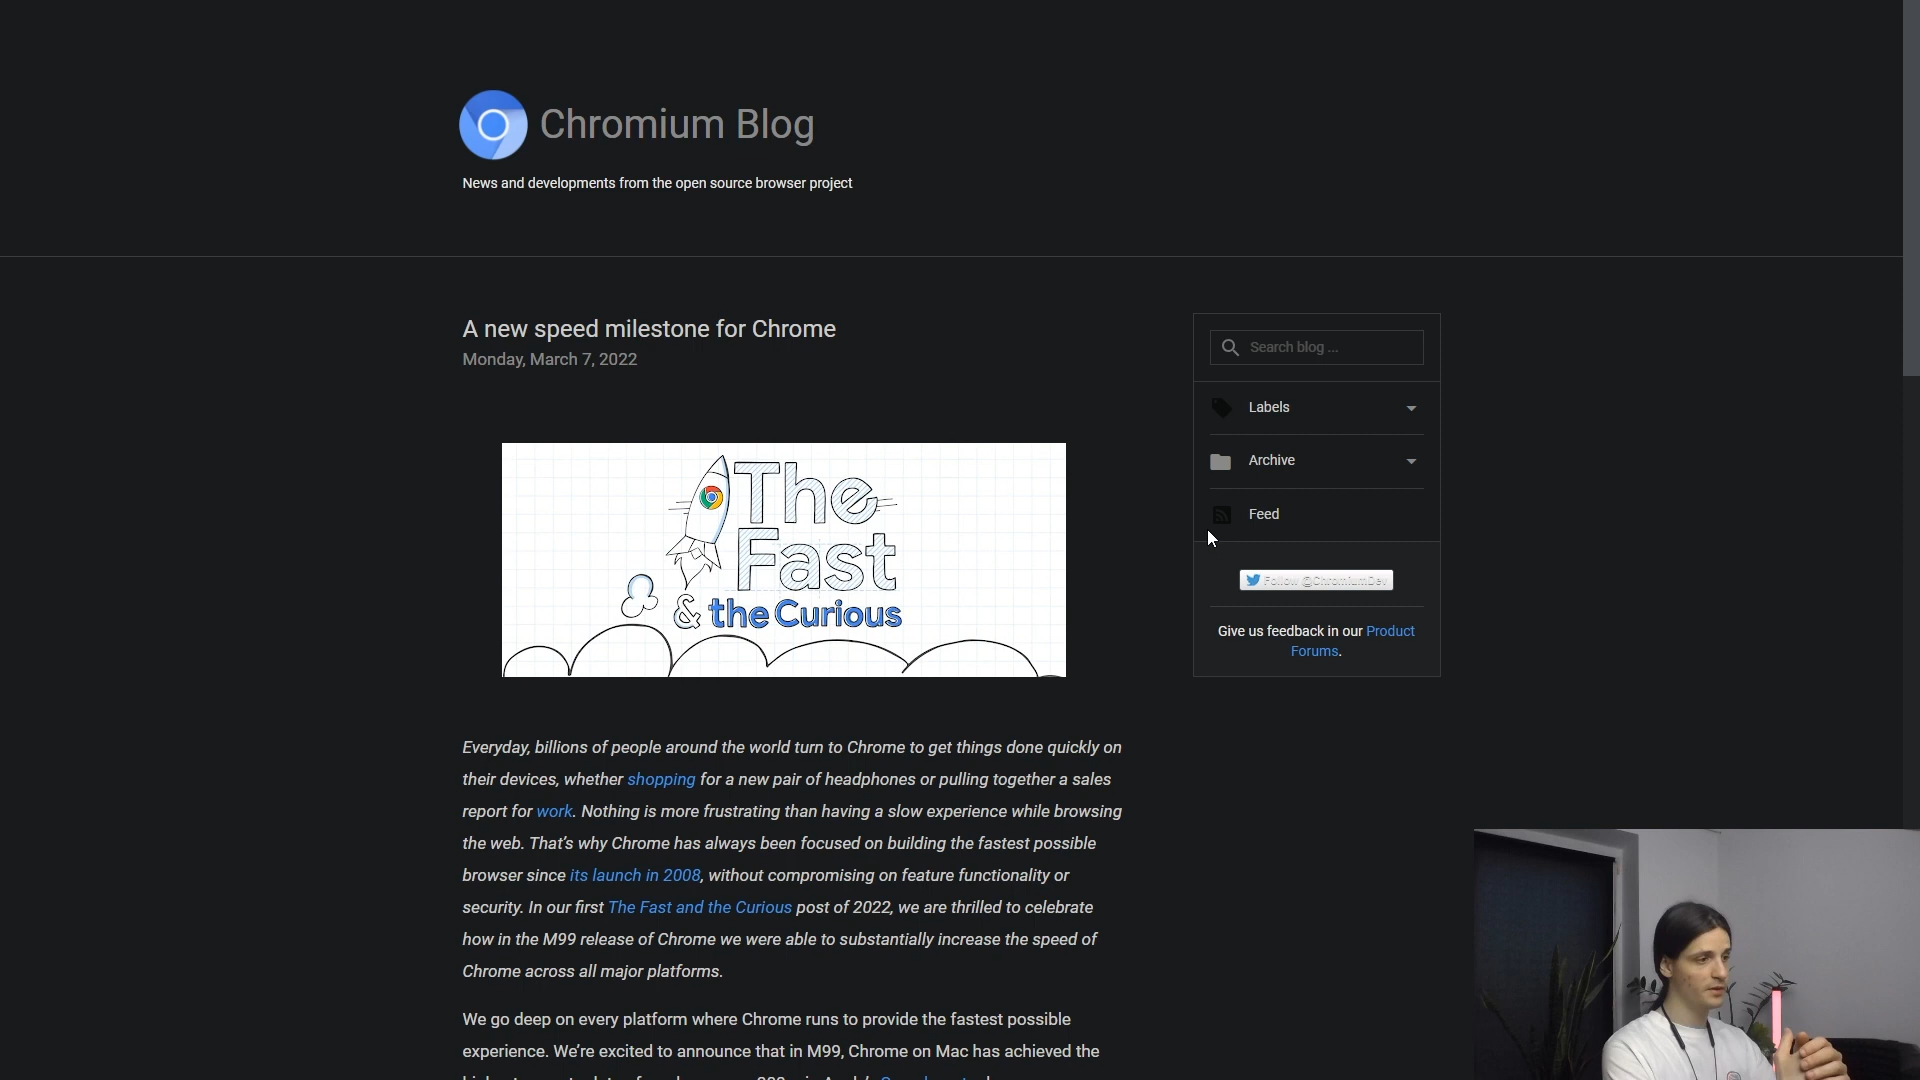 Chromium Blog
News and developments from the open source browser project
A new speed milestone for Chrome
Monday, March 7, 2022
The
Fast
& the Curious
Everyday, billions of people around the world turn to Chrome to get things done quickly on
their devices, whether shopping for a new pair of headphones or pulling together a sales
report for work. Nothing is more frustrating than having a slow experience while browsing
the web. That’s why Chrome has always been focused on building the fastest possible
browser since its launch in 2008, without compromising on feature functionality or
security. In our first The Fast and the Curious post of 2022, we are thrilled to celebrate
how in the M99 release of Chrome we were able to substantially increase the speed of
Chrome across all major platforms.
We go deep on every platform where Chrome runs to provide the fastest possible
experience. We’re excited to announce that in M99, Chrome on Mac has achieved the
Search blog ...
Labels
Archive
Feed
Follow @ChromiumDev
Give us feedback in our Product
Forums.